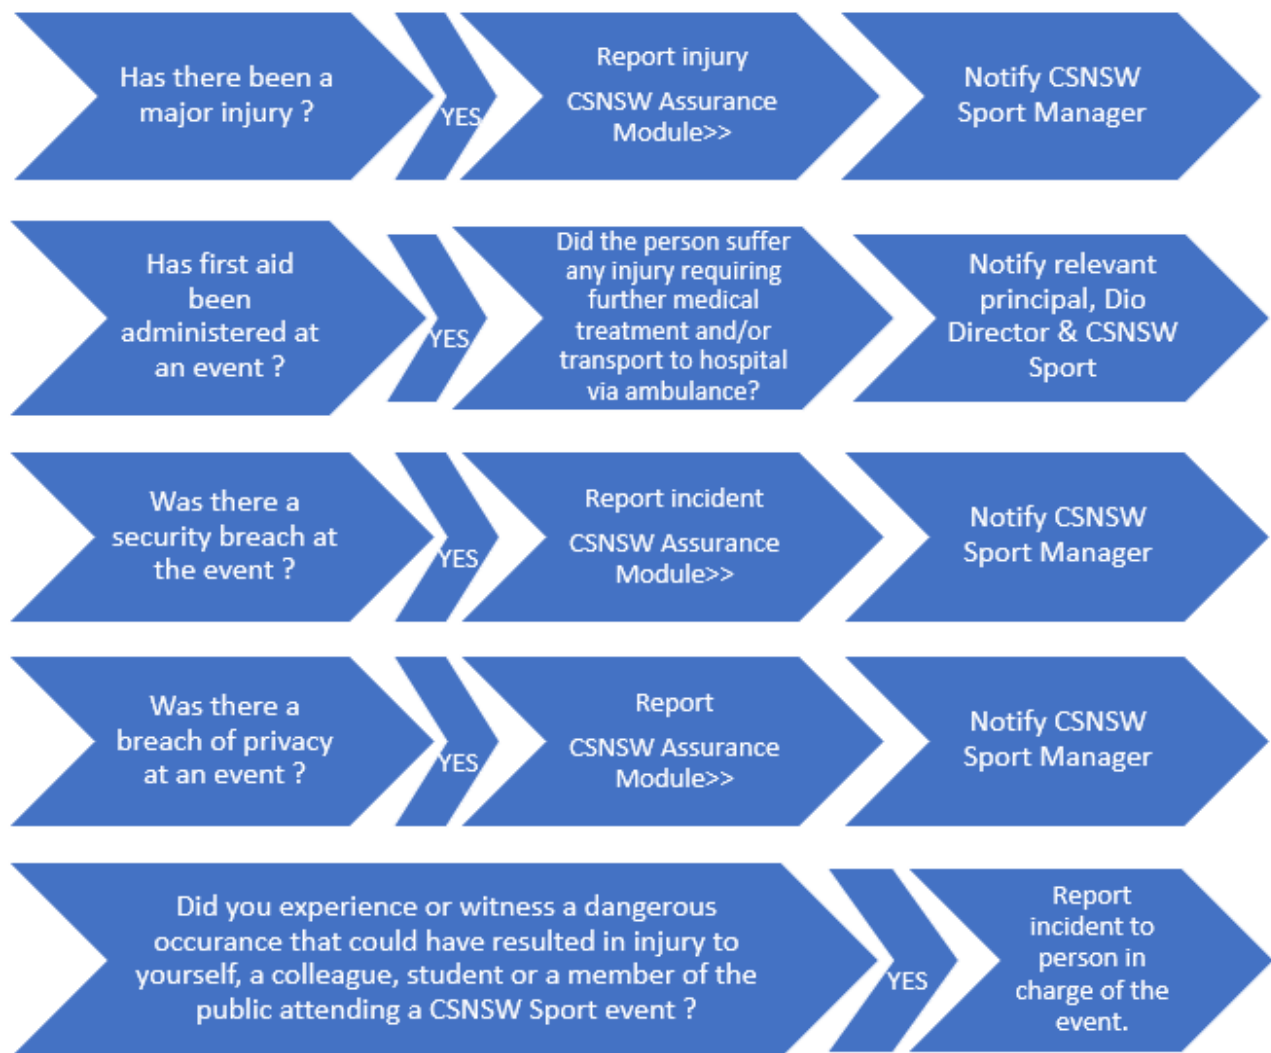 Has there been a
major injury ?
YES
Report injury
CSNSW Assurance
Module>>
Notify CSNSW
Sport Manager
Has first aid
been
administered at
an event ?
YES
Did the person suffer
any injury requiring
further medical
treatment and/or
transport to hospital
via ambulance?
Notify relevant
principal, Dio
Director & CSNSW
Sport
Was there a
security breach at
the event ?
YES
Report incident
CSNSW Assurance
Module>>
Notify CSNSW
Sport Manager
Was there a
breach of privacy
at an event ?
YES
Report
CSNSW Assurance
Module>>
Notify CSNSW
Sport Manager
Did you experience or witness a dangerous
occurance that could have resulted in injury to
yourself, a colleague, student or a member of the
public attending a CSNSW Sport event ?
YES
Report
incident to
person in
charge of the
event.